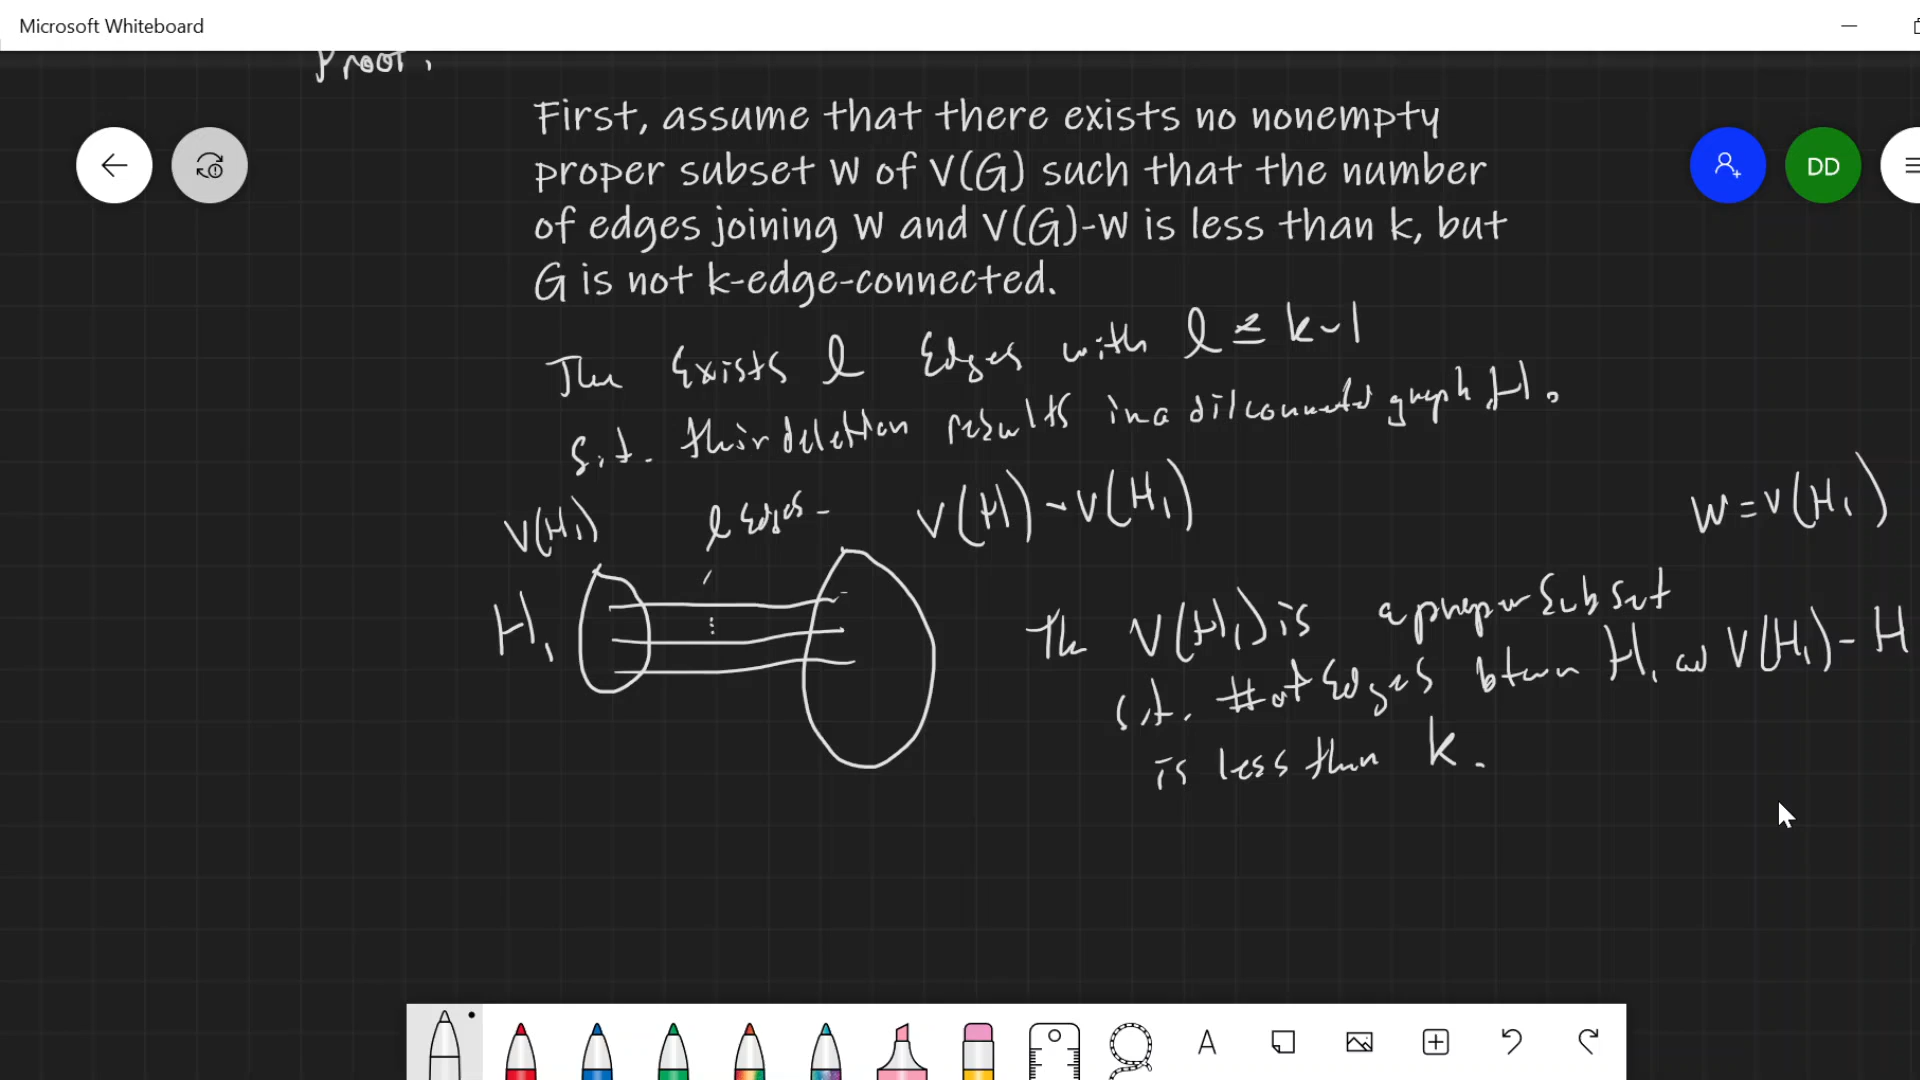 Microsoft Whiteboard
Proof.
DD
First, assume that there exists no nonempty
proper subset W of V(G) such that the number
of edges joining W and V(G)-W is less than k, but
G is not k-edge-connected.
The Exists l Edges with l ≤ k-1
s.t. their deletion results in a disconnected graph H.
V(H₁)
l edges
V(H) - V(H₁)
W = V(H₁)
H₁
The V(H₁) is a proper subset
s.t. # of Edges btwn H₁ and V(H₁) - H
is less than k.
A